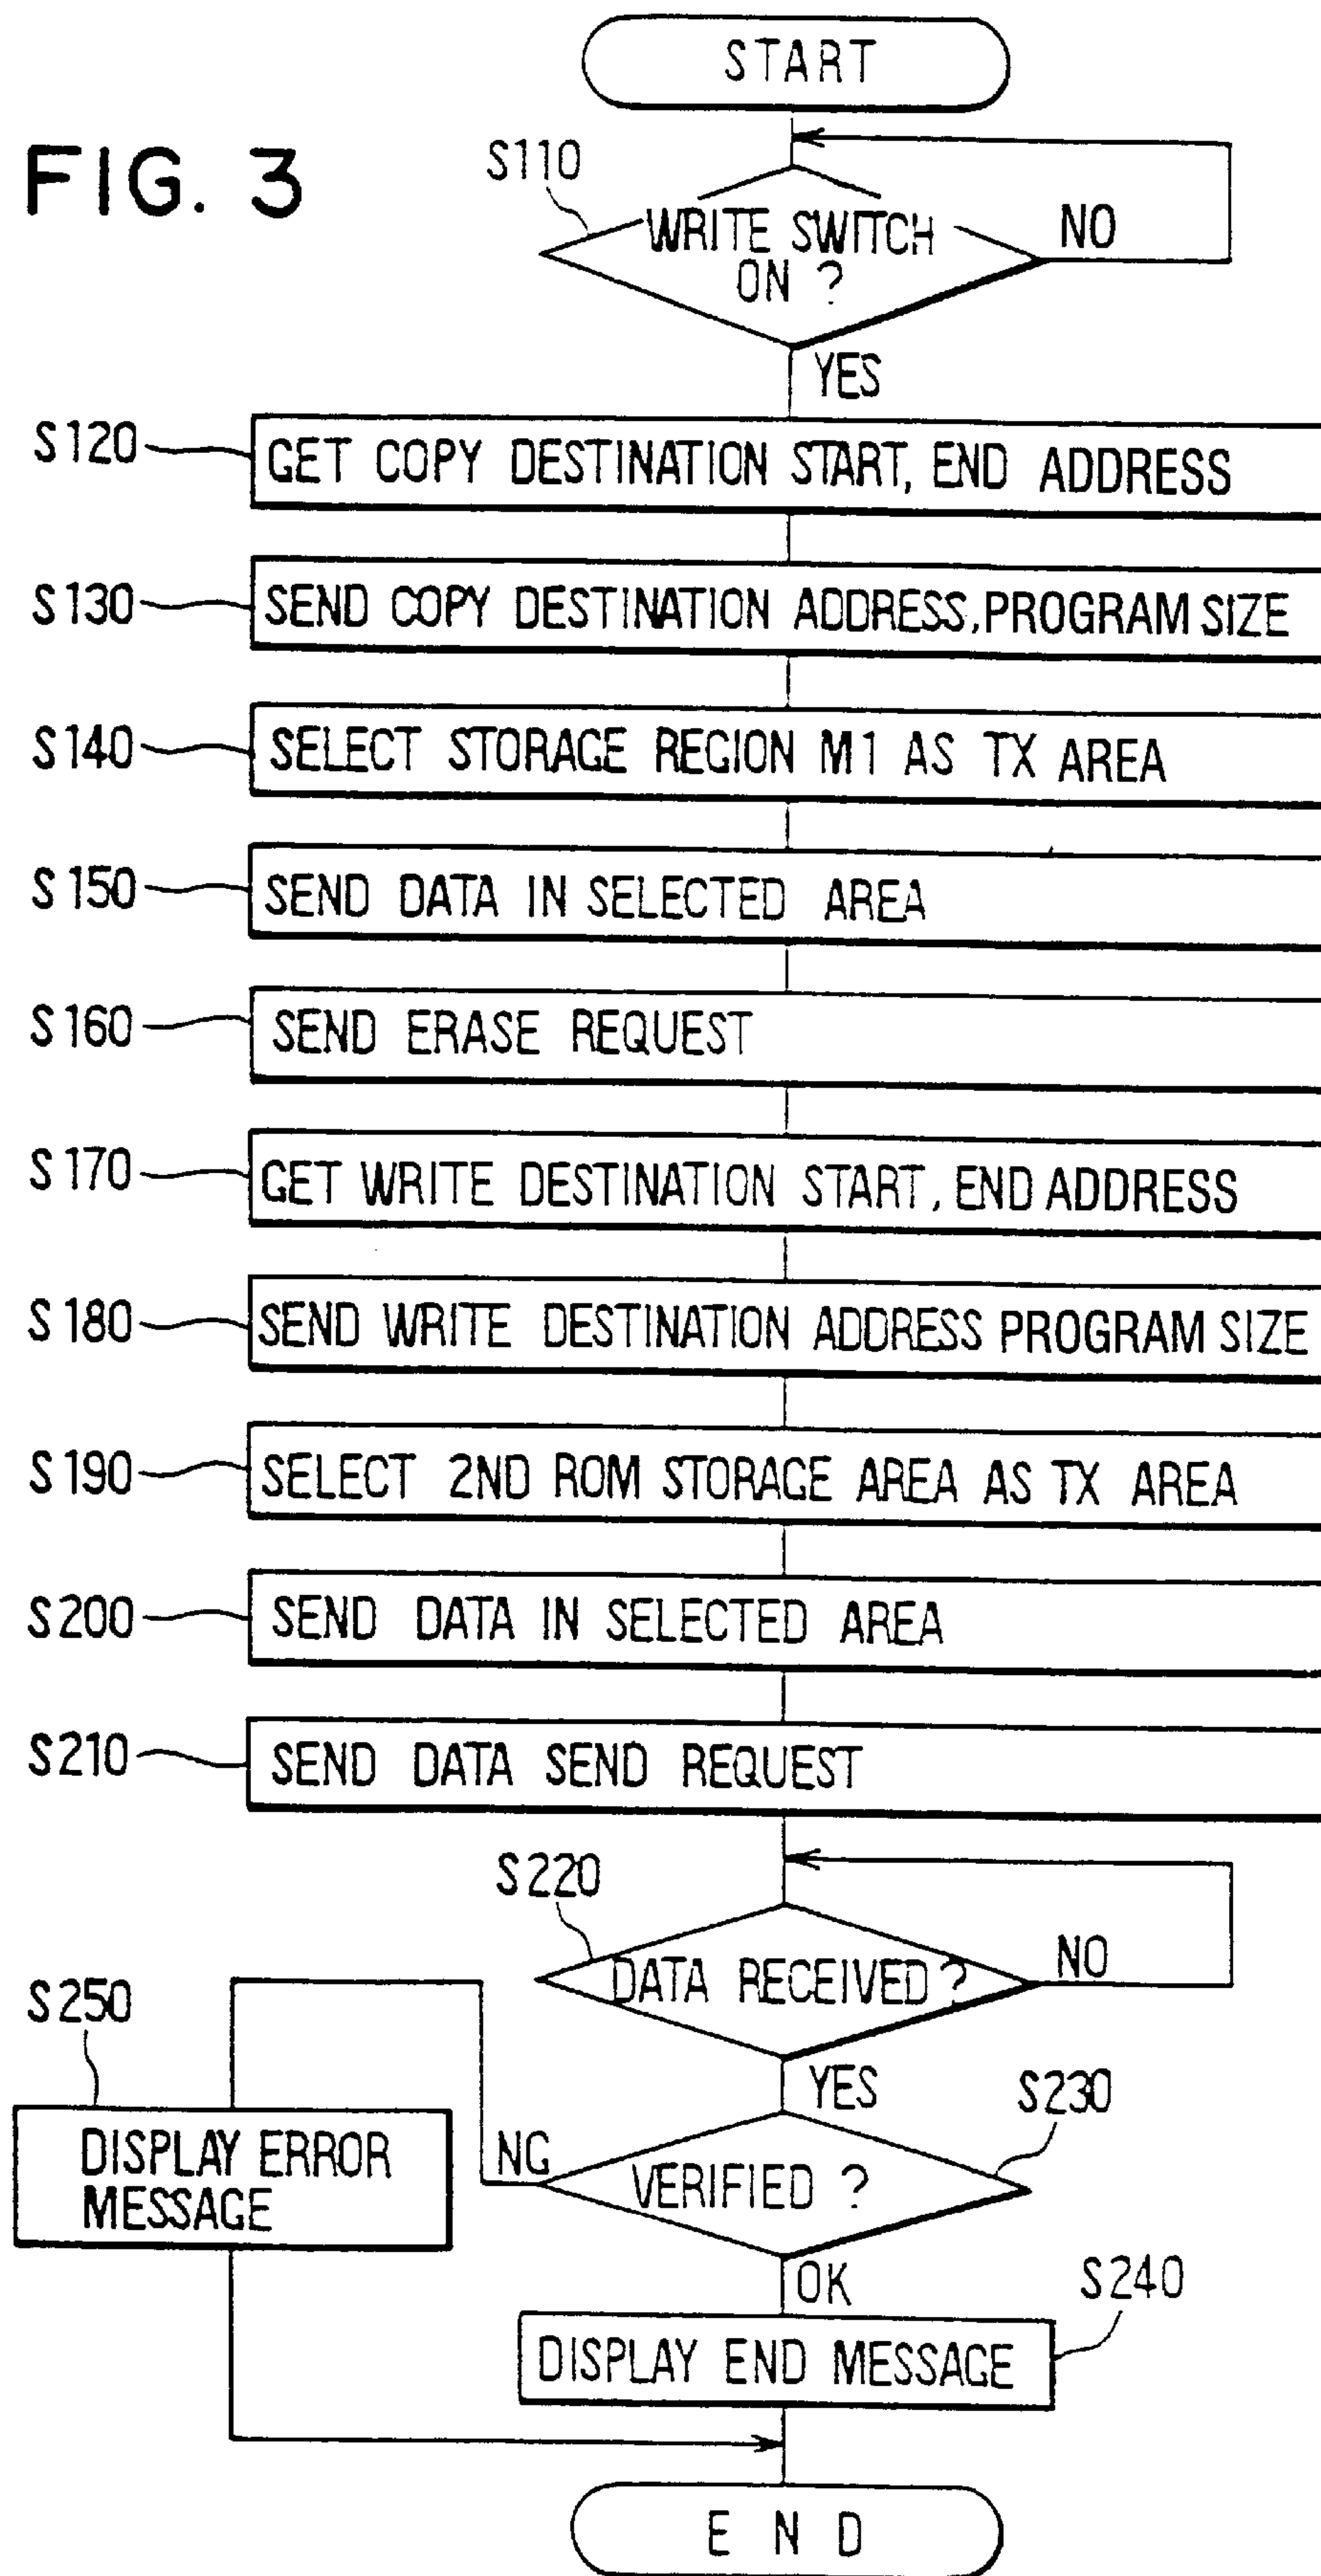 START
FIG. 3
S110
WRITE SWITCH
ON ?
NO
YES
S120
GET COPY DESTINATION START, END ADDRESS
S130
SEND COPY DESTINATION ADDRESS, PROGRAM SIZE
S140
SELECT STORAGE REGION M1 AS TX AREA
S150
SEND DATA IN SELECTED AREA
S160
SEND ERASE REQUEST
S170
GET WRITE DESTINATION START, END ADDRESS
S180
SEND WRITE DESTINATION ADDRESS PROGRAM SIZE
S190
SELECT 2ND ROM STORAGE AREA AS TX AREA
S200
SEND DATA IN SELECTED AREA
S210
SEND DATA SEND REQUEST
S220
DATA RECEIVED ?
NO
YES
S250
DISPLAY ERROR
MESSAGE
NG
S230
VERIFIED ?
OK
S240
DISPLAY END MESSAGE
END